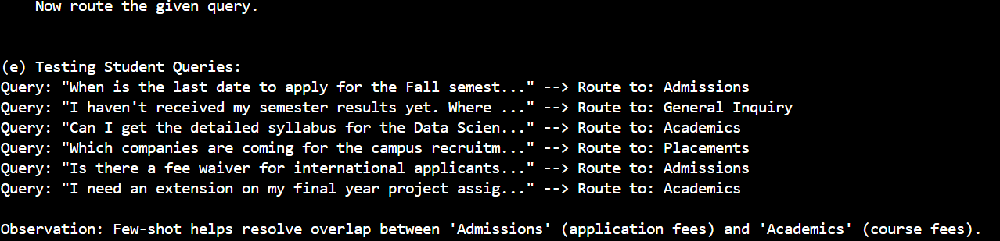 Now route the given query.
(e) Testing Student Queries:
Query: "When is the last date to apply for the Fall semest..." --> Route to: Admissions
Query: "I haven't received my semester results yet. Where ..." --> Route to: General Inquiry
Query: "Can I get the detailed syllabus for the Data Scien..." --> Route to: Academics
Query: "Which companies are coming for the campus recruitm..." --> Route to: Placements
Query: "Is there a fee waiver for international applicants..." --> Route to: Admissions
Query: "I need an extension on my final year project assig..." --> Route to: Academics
Observation: Few-shot helps resolve overlap between 'Admissions' (application fees) and 'Academics' (course fees).